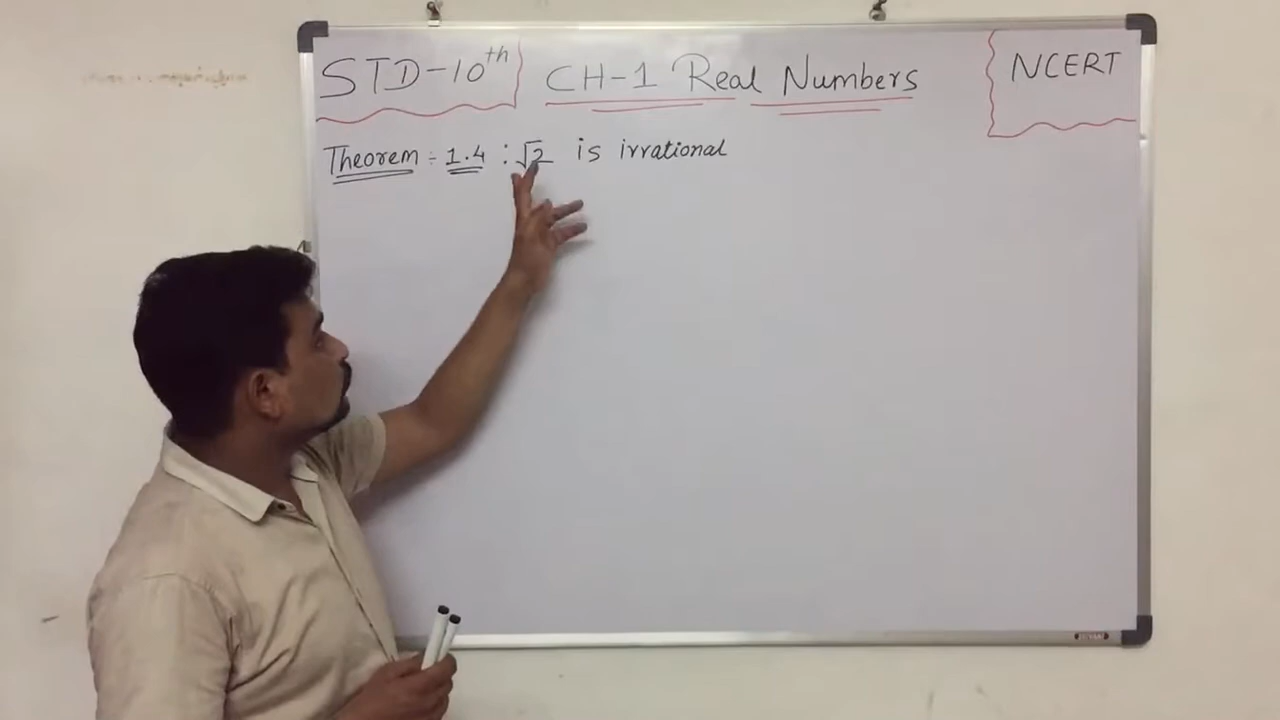 STD-10th CH-1 Real Numbers NCERT
Theorem ÷ 1.4 : √2 is irrational